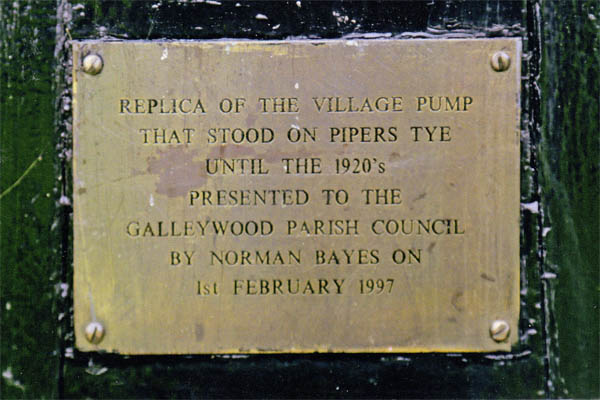 REPLICA OF THE VILLAGE PUMP
THAT STOOD ON PIPERS TYE
UNTIL THE 1920's
PRESENTED TO THE
GALLEYWOOD PARISH COUNCIL
BY NORMAN BAYES ON
1st FEBRUARY 1997